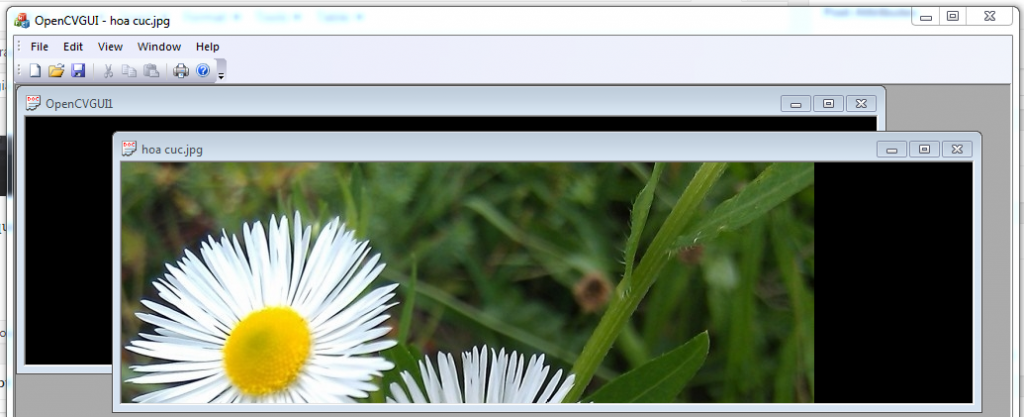 OpenCVGUI - hoa cuc.jpg
File Edit View Window Help
OpenCVGUI1
hoa cuc.jpg